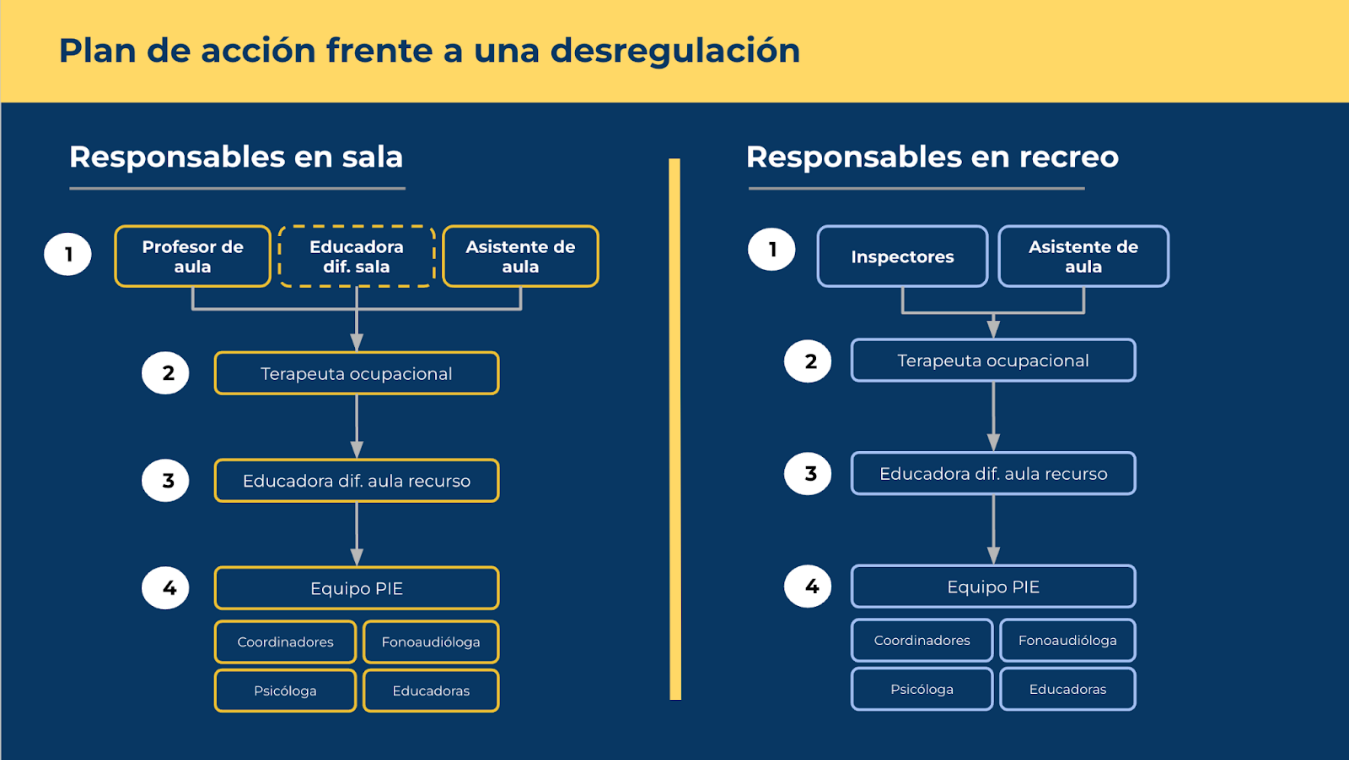 Plan de acción frente a una desregulación
Responsables en sala
1
Profesor de
aula
Educadora
dif. sala
Asistente de
aula
2
Terapeuta ocupacional
3
Educadora dif. aula recurso
4
Equipo PIE
Coordinadores
Fonoaudióloga
Psicóloga
Educadoras
Responsables en recreo
1
Inspectores
Asistente de
aula
2
Terapeuta ocupacional
3
Educadora dif. aula recurso
4
Equipo PIE
Coordinadores
Fonoaudióloga
Psicóloga
Educadoras